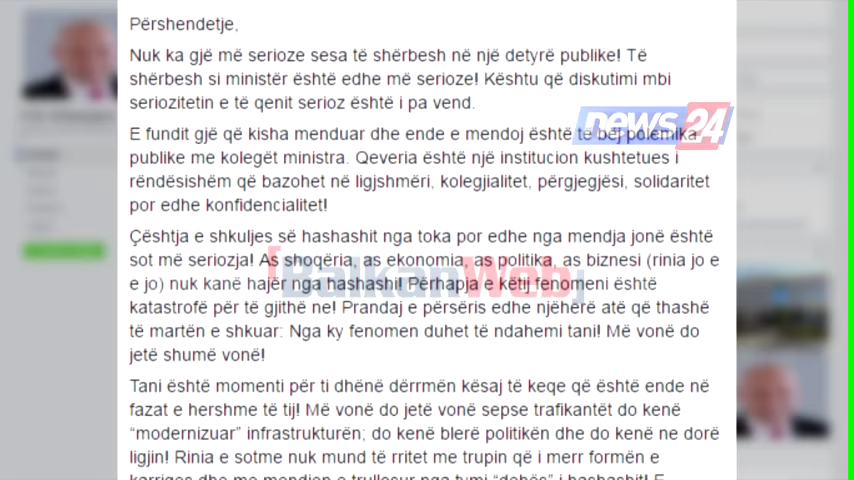 Përshendetje,
Nuk ka gjë më serioze sesa të shërbesh në një detyrë publike! Të
shërbesh si ministër është edhe më serioze! Kështu që diskutimi mbi
seriozitetin e të qenit serioz është i pa vend.
news 24
E fundit gjë që kisha menduar dhe ende e mendoj është të bëj polemika
publike me kolegët ministra. Qeveria është një institucion kushtetues i
rëndësishëm që bazohet në ligjshmëri, kolegjialitet, përgjegjësi, solidaritet
por edhe konfidencialitet!
Çështja e shkuljes së hashashit nga toka por edhe nga mendja jonë është
sot më seriozja! As shoqëria, as ekonomia, as politika, as biznesi (rinia jo e
e jo) nuk kanë hajër nga hashashi! Përhapja e këtij fenomeni është
BalkanWeb
katastrofë për të gjithë ne! Prandaj e përsëris edhe njëherë atë që thashë
të martën e shkuar: Nga ky fenomen duhet të ndahemi tani! Më vonë do
jetë shumë vonë!
Tani është momenti për ti dhënë dërrmën kësaj të keqe që është ende në
fazat e hershme të tij! Më vonë do jetë vonë sepse trafikantët do kenë
“modernizuar” infrastrukturën; do kenë blerë politikën dhe do kenë ne dorë
ligjin! Rinia e sotme nuk mund të rritet me trupin që i merr formën e
karriges dhe me mendjen e trullosur nga tymi “dehës” i hashashit! E